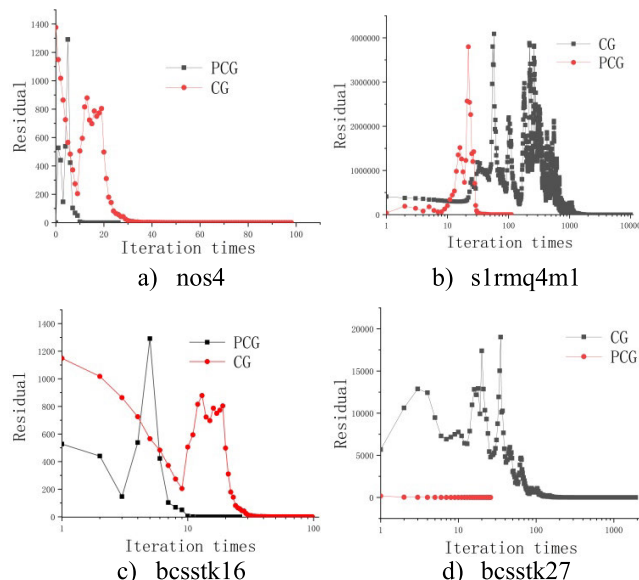 1400
1200
1000
800
600
400
200
0
Residual
PCG
CG
0 20 40 60 80 100
Iteration times
a) nos4
4000000
3000000
2000000
1000000
0
Residual
CG
PCG
1 10 100 1000 10000
Iteration times
b) s1rmq4m1
1400
1200
1000
800
600
400
200
0
Residual
PCG
CG
1 10 100
Iteration times
c) bcsstk16
20000
15000
10000
5000
0
Residual
CG
PCG
1 10 100 1000
Iteration times
d) bcsstk27